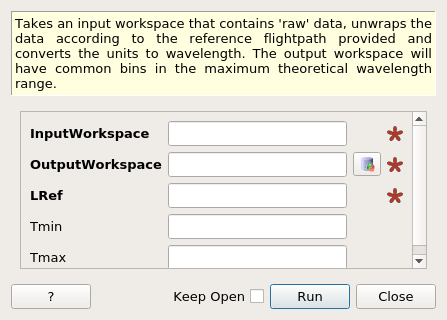 Takes an input workspace that contains 'raw' data, unwraps the
data according to the reference flightpath provided and
converts the units to wavelength. The output workspace will
have common bins in the maximum theoretical wavelength
range.
InputWorkspace
OutputWorkspace
LRef
Tmin
Tmax
? Keep Open Run Close